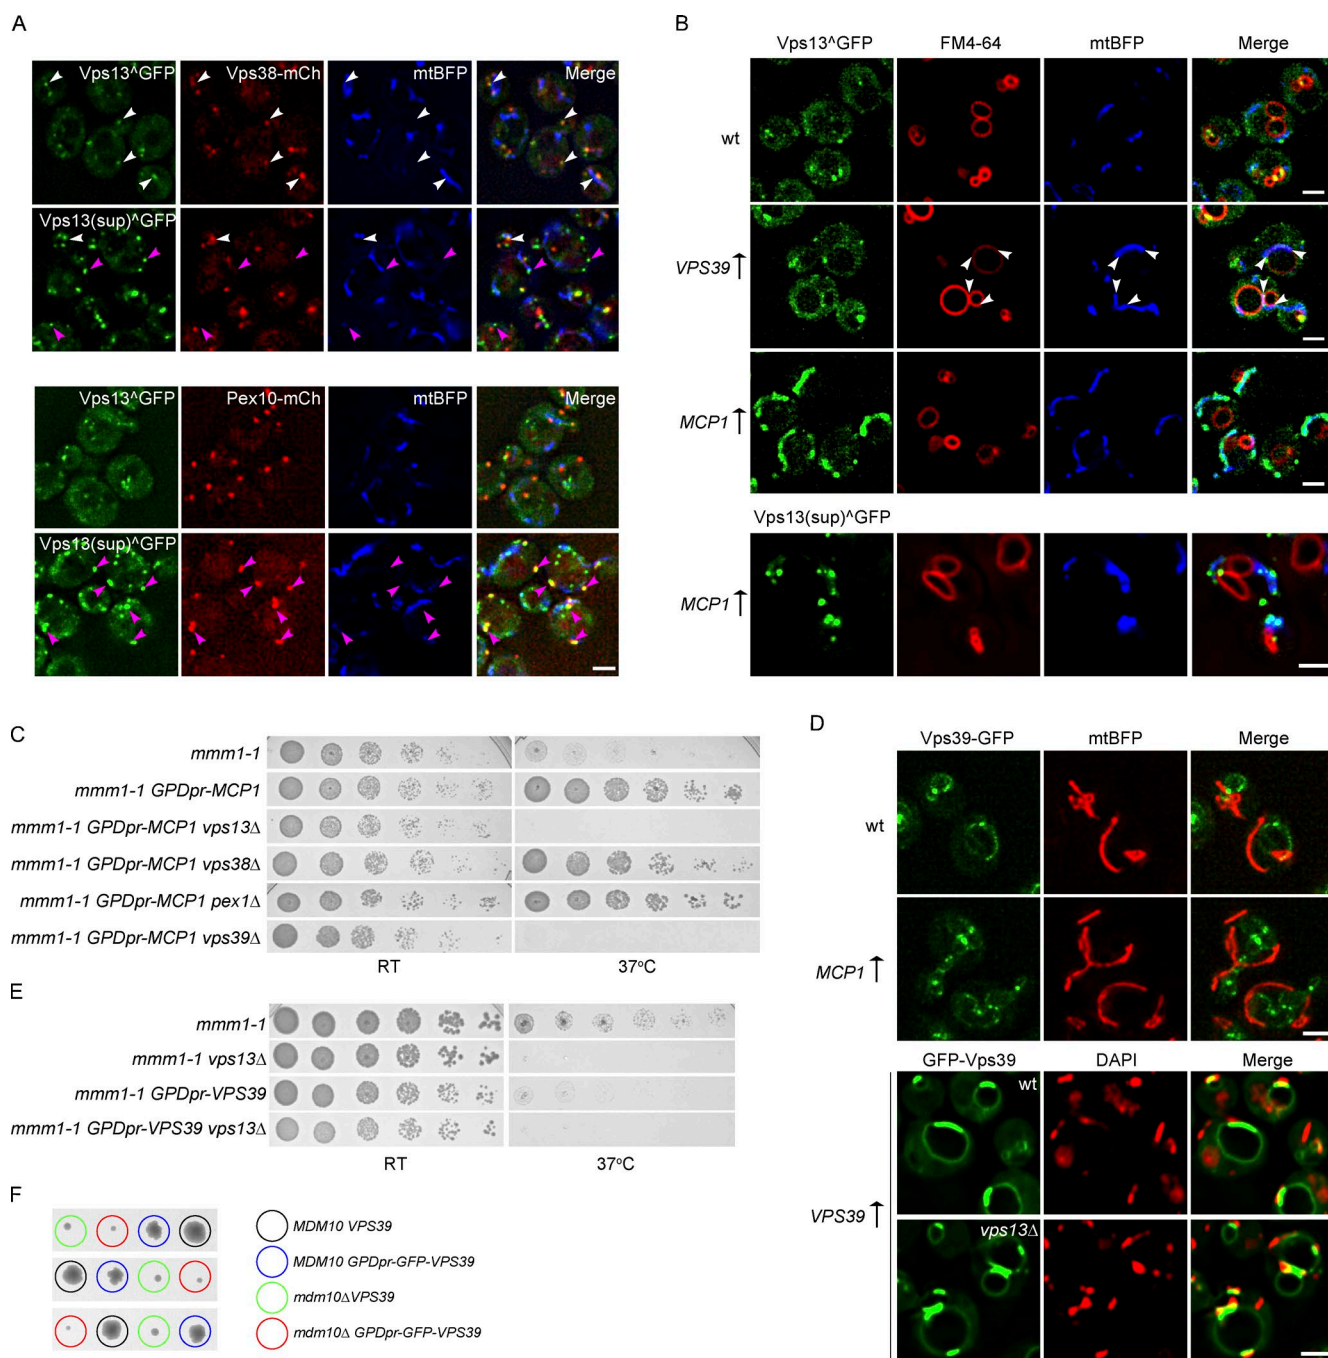 A
Vps13^GFP Vps38-mCh mtBFP Merge
Vps13(sup)^GFP
Vps13^GFP Pex10-mCh mtBFP Merge
Vps13(sup)^GFP
B
Vps13^GFP FM4-64 mtBFP Merge
wt
VPS39 ↑
MCP1 ↑
Vps13(sup)^GFP
MCP1 ↑
C
mmm1-1
mmm1-1 GPDpr-MCP1
mmm1-1 GPDpr-MCP1 vps13Δ
mmm1-1 GPDpr-MCP1 vps38Δ
mmm1-1 GPDpr-MCP1 pex1Δ
mmm1-1 GPDpr-MCP1 vps39Δ
RT 37°C
D
Vps39-GFP mtBFP Merge
wt
MCP1 ↑
GFP-Vps39 DAPI Merge
wt
VPS39 ↑
vps13Δ
E
mmm1-1
mmm1-1 vps13Δ
mmm1-1 GPDpr-VPS39
mmm1-1 GPDpr-VPS39 vps13Δ
RT 37°C
F
MDM10 VPS39
MDM10 GPDpr-GFP-VPS39
mdm10ΔVPS39
mdm10Δ GPDpr-GFP-VPS39